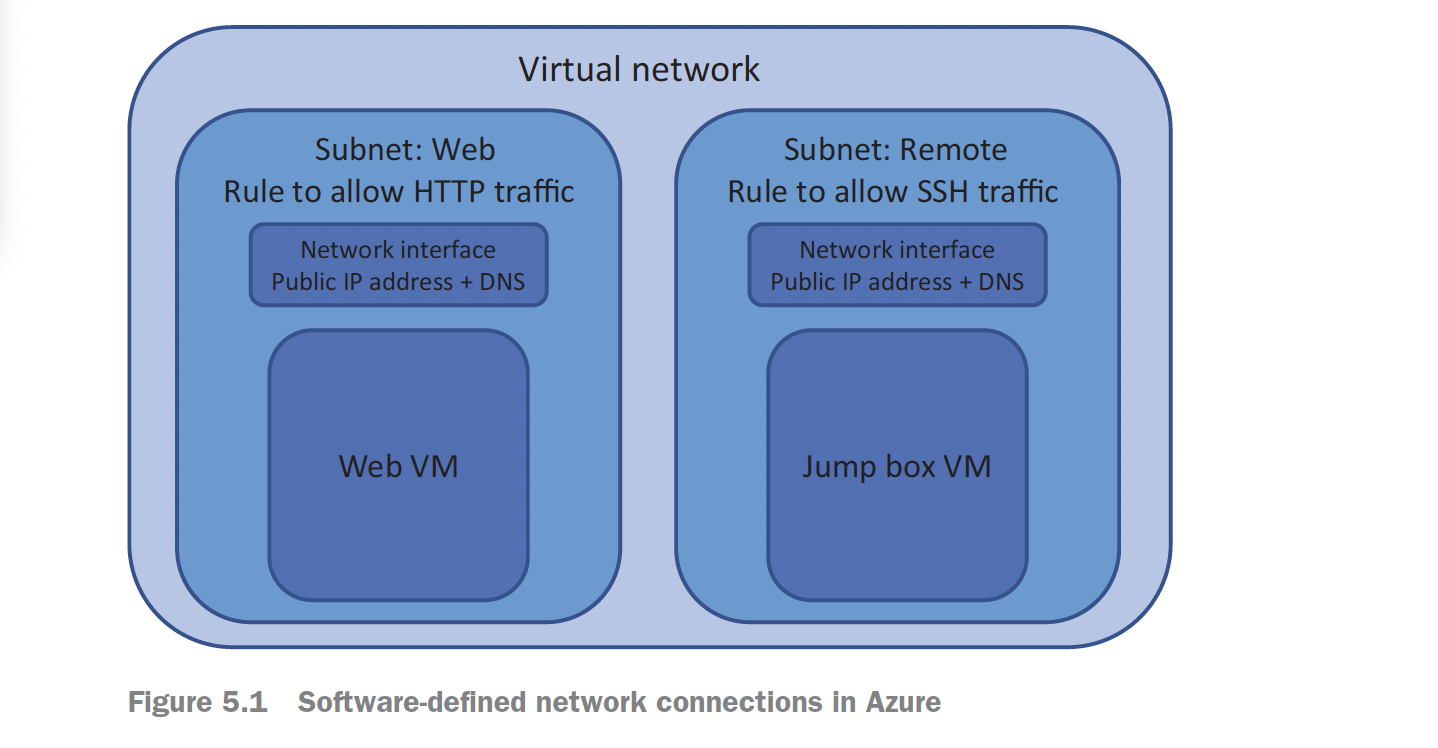 Virtual network
Subnet: Web
Rule to allow HTTP traffic
Network interface
Public IP address + DNS
Web VM
Subnet: Remote
Rule to allow SSH traffic
Network interface
Public IP address + DNS
Jump box VM
Figure 5.1 Software-defined network connections in Azure